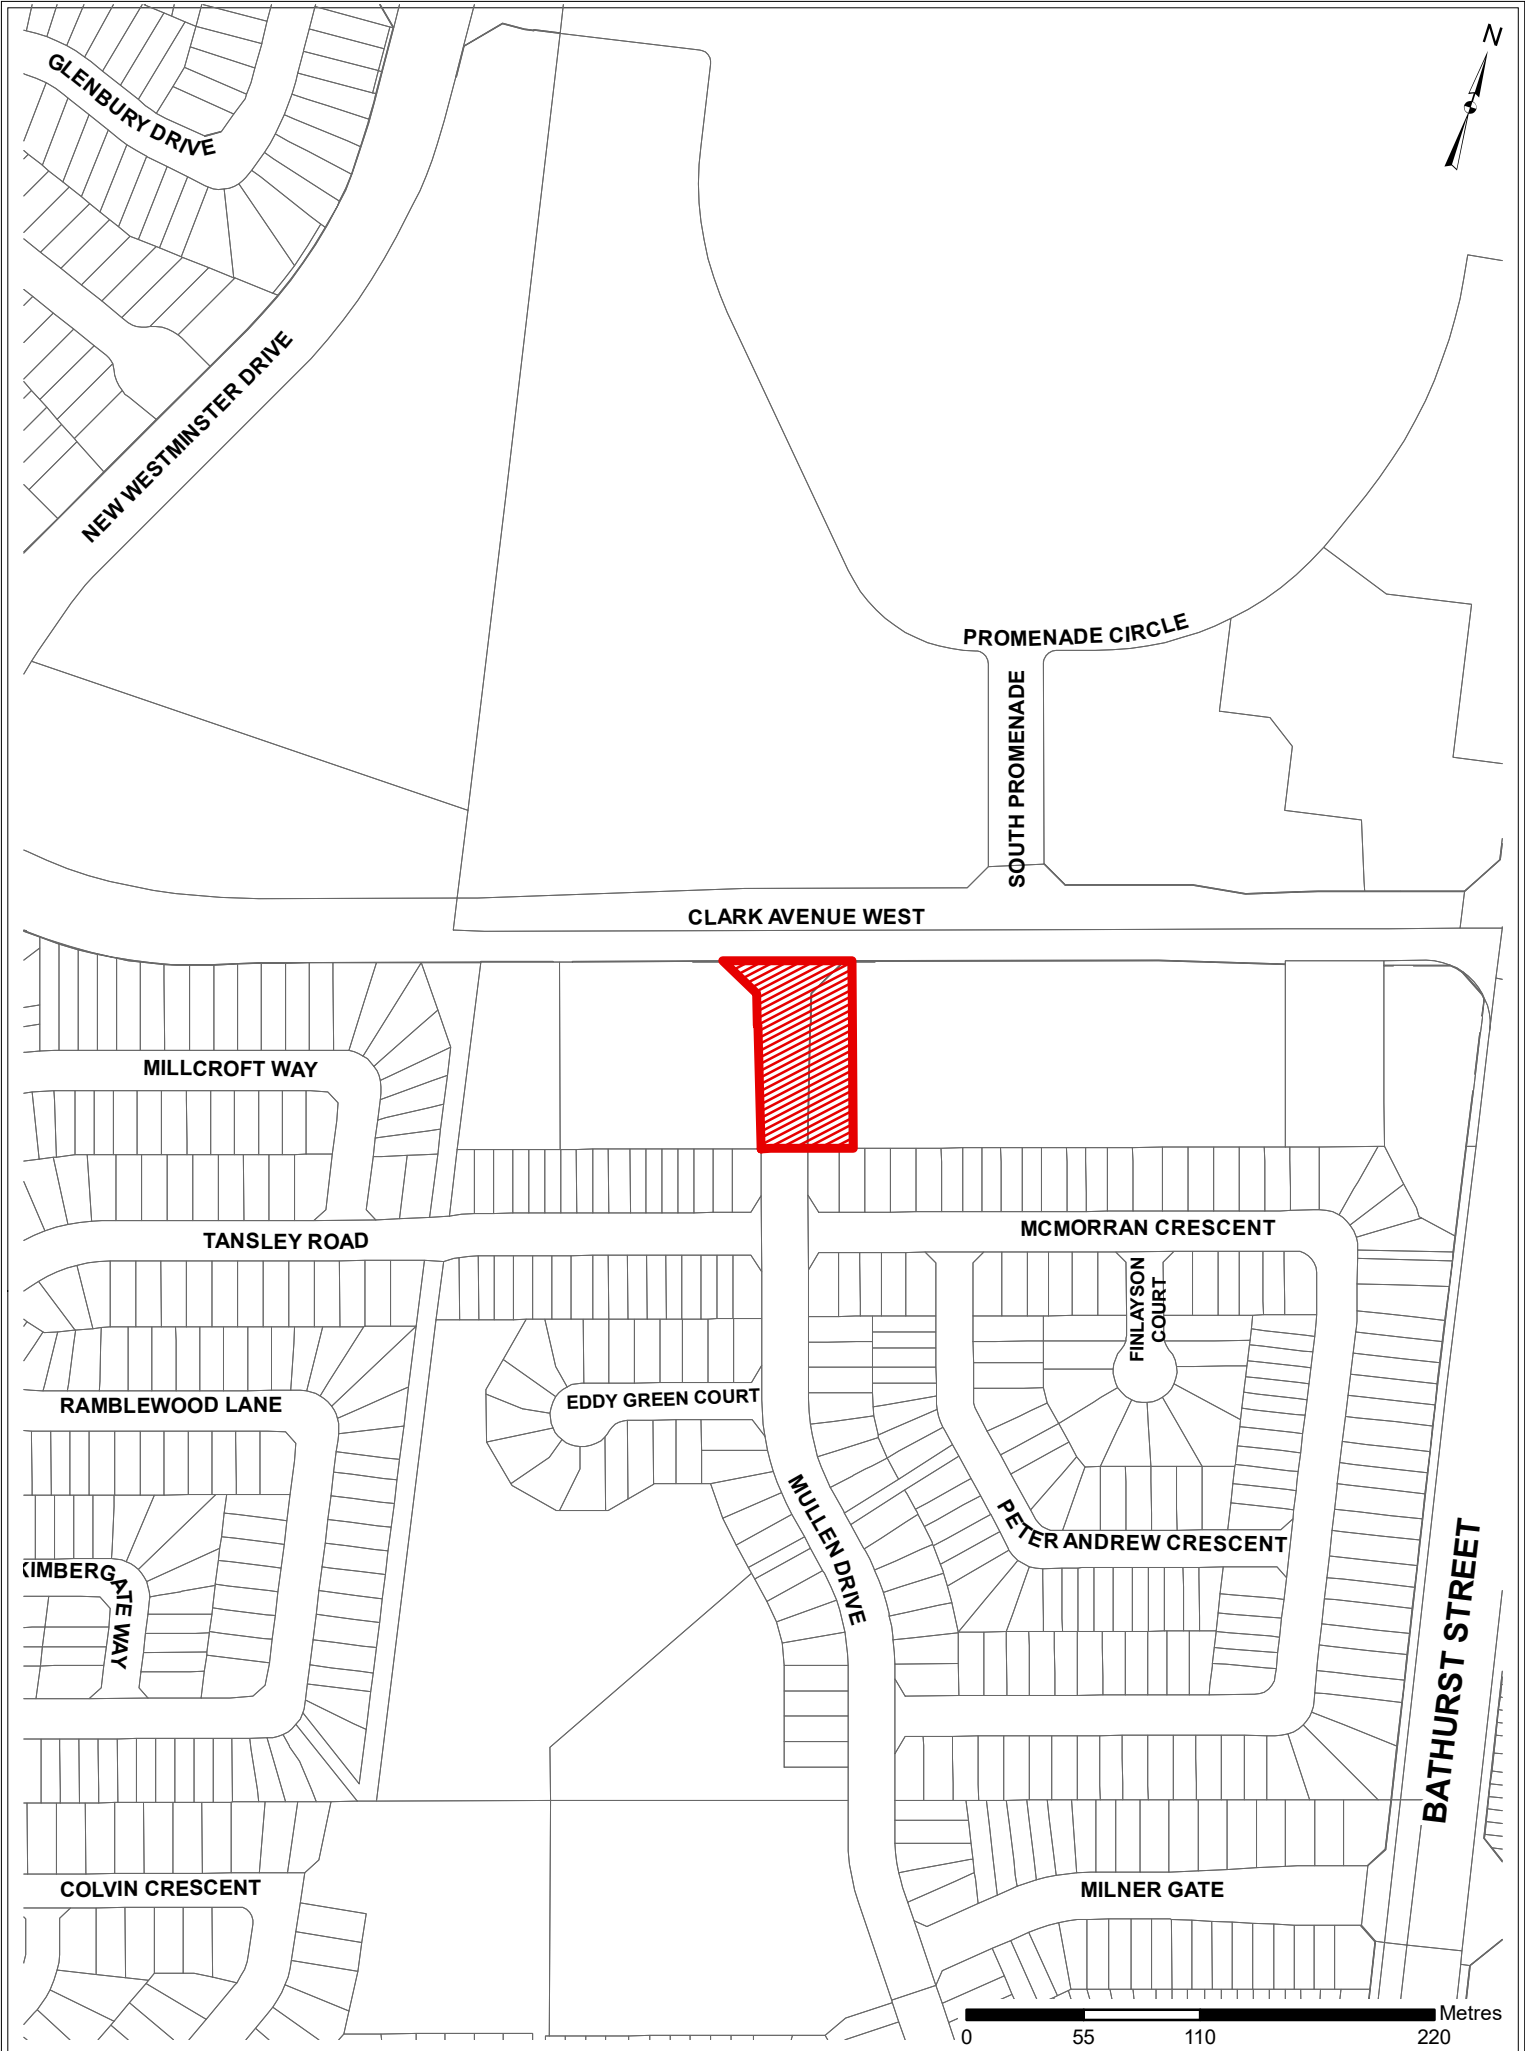 N
GLENBURY DRIVE
NEW WESTMINSTER DRIVE
PROMENADE CIRCLE
SOUTH PROMENADE
CLARK AVENUE WEST
MILLCROFT WAY
TANSLEY ROAD
MCMORRAN CRESCENT
FINLAYSON
COURT
EDDY GREEN COURT
RAMBLEWOOD LANE
MULLEN DRIVE
PETER ANDREW CRESCENT
KIMBERGATE WAY
BATHURST STREET
COLVIN CRESCENT
MILNER GATE
Metres
0 55 110 220